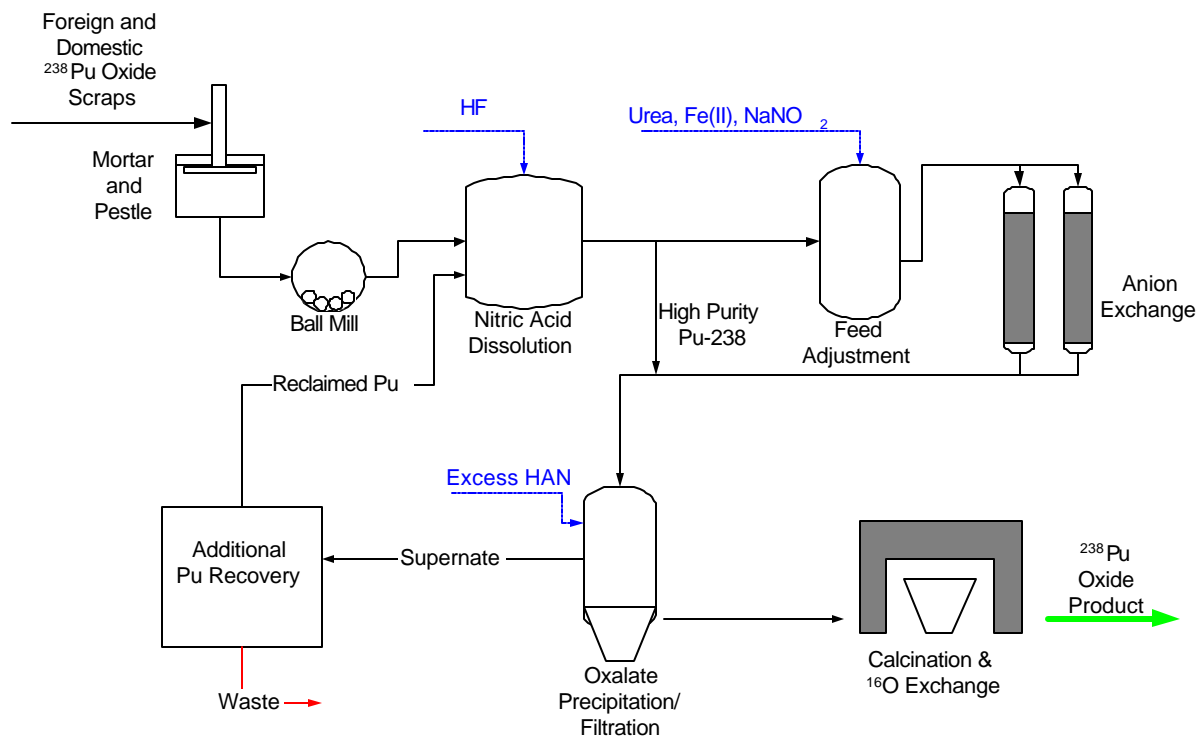 Foreign and
Domestic
²³⁸Pu Oxide
Scraps
Mortar
and
Pestle
Ball Mill
HF
Nitric Acid
Dissolution
Urea, Fe(II), NaNO₂
Feed
Adjustment
Anion
Exchange
High Purity
Pu-238
Reclaimed Pu
Excess HAN
Additional
Pu Recovery
Supernate
Waste
Oxalate
Precipitation/
Filtration
Calcination &
¹⁶O Exchange
²³⁸Pu
Oxide
Product